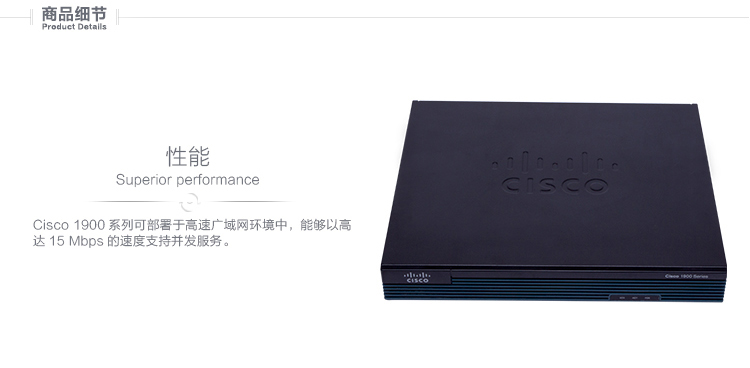 商品细节
Product Details
性能
Superior performance
Cisco 1900 系列可部署于高速广域网环境中，能够以高
达 15 Mbps 的速度支持并发服务。
CISCO
CISCO
Cisco 1900 Series